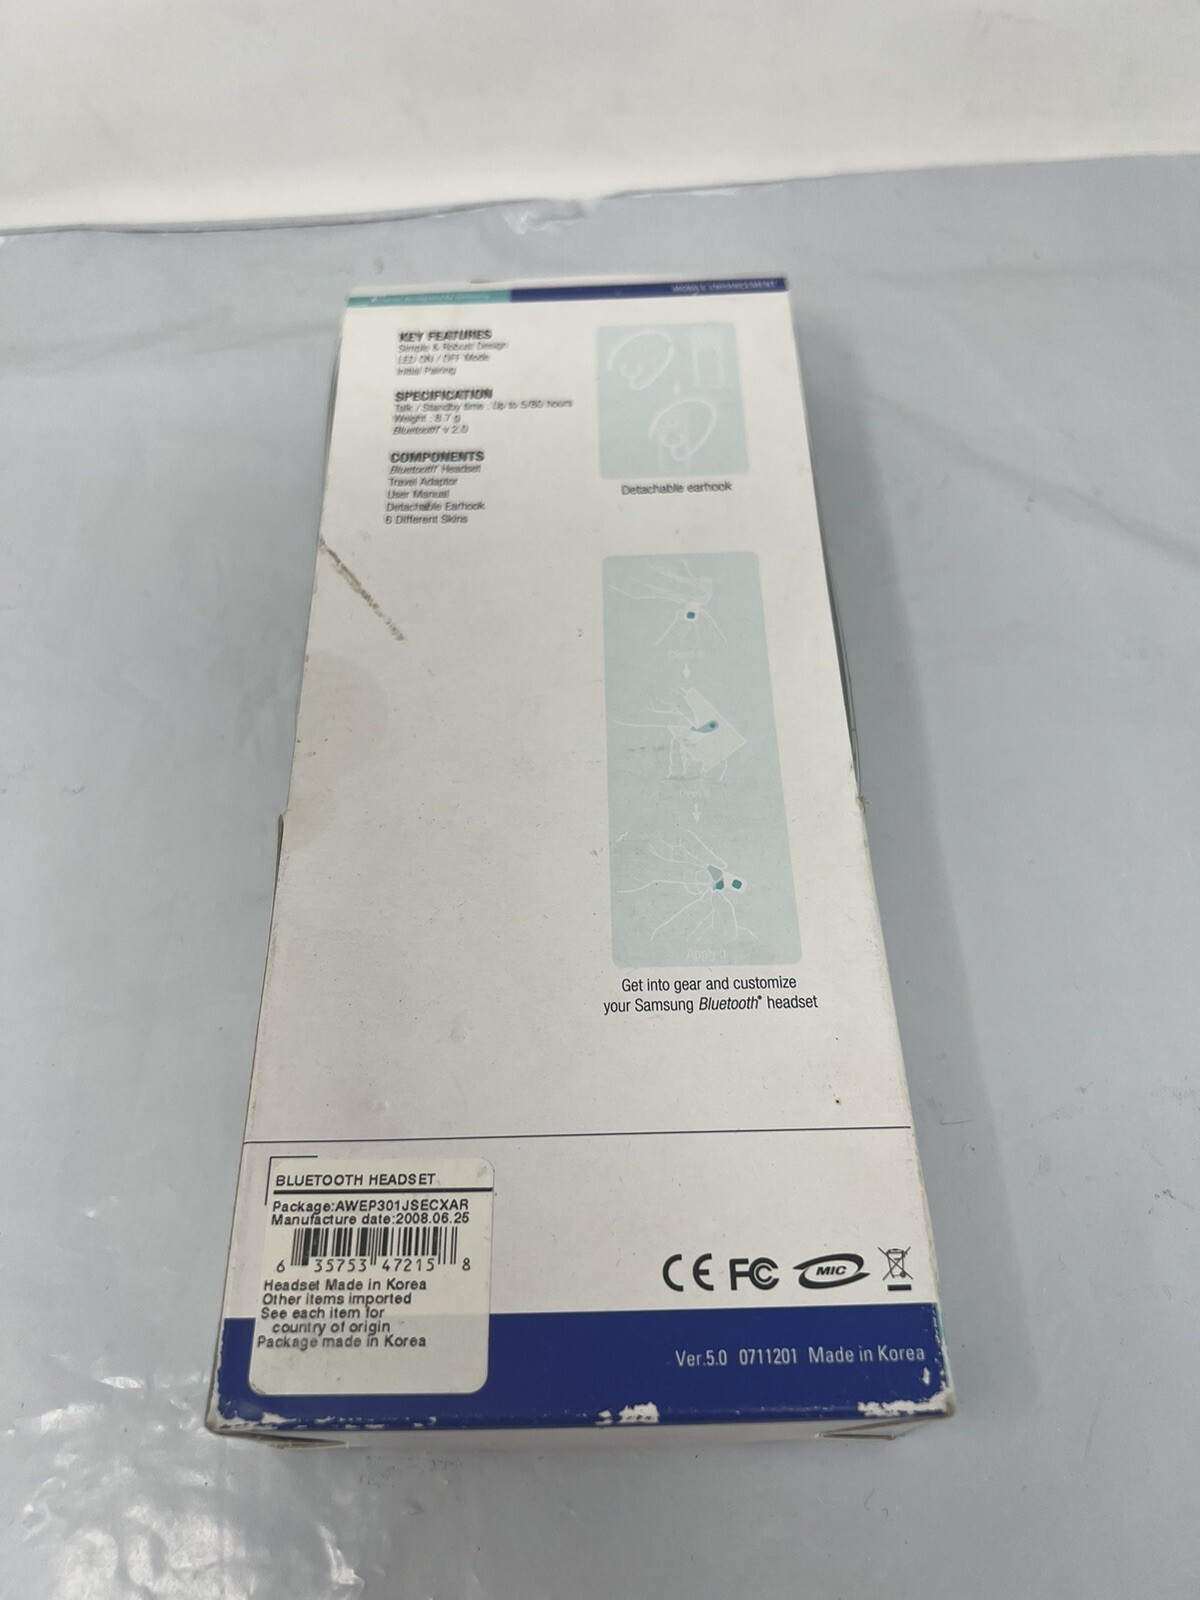 MOBILE ENHANCEMENT
KEY FEATURES
Simple & Robust Design
LED ON / OFF Mode
Initial Pairing
SPECIFICATION
Talk / Standby time : Up to 5/80 hours
Weight : 8.7 g
Bluetooth® v 2.0
COMPONENTS
Bluetooth® Headset
Travel Adaptor
User Manual
Detachable Earhook
6 Different Skins
Detachable earhook
Apply it
Get into gear and customize
your Samsung Bluetooth® headset
BLUETOOTH HEADSET
Package:AWEP301JSECXAR
Manufacture date:2008.06.25
6 35753 47215 8
Headset Made in Korea
Other items imported
See each item for
country of origin
Package made in Korea
CE FC MIC
Ver.5.0 0711201 Made in Korea